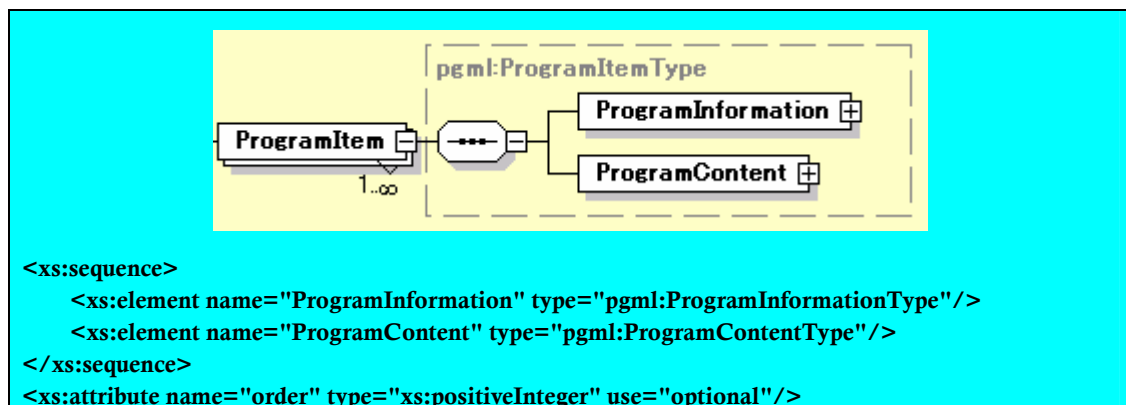 pgml:ProgramItemType
ProgramInformation
ProgramItem
ProgramContent
1..∞
<xs:sequence>
<xs:element name="ProgramInformation" type="pgml:ProgramInformationType"/>
<xs:element name="ProgramContent" type="pgml:ProgramContentType"/>
</xs:sequence>
<xs:attribute name="order" type="xs:positiveInteger" use="optional"/>